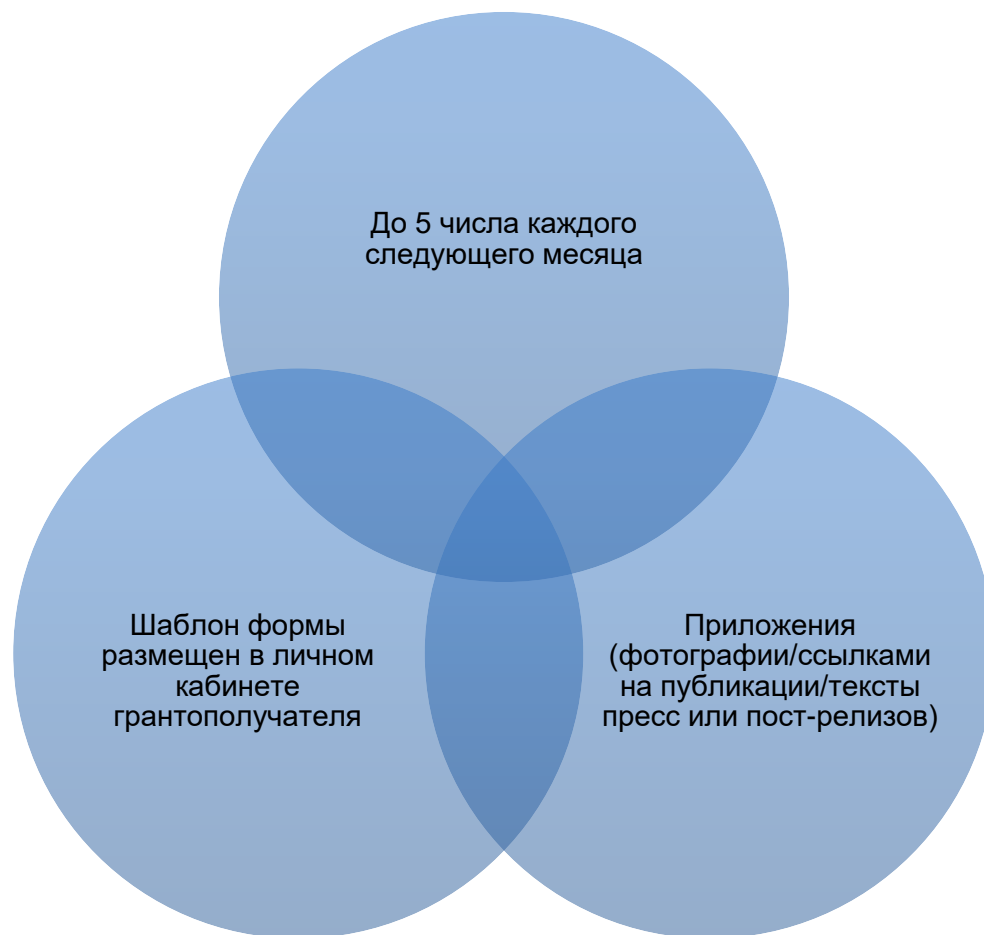 До 5 числа каждого
следующего месяца
Шаблон формы
размещен в личном
кабинете
грантополучателя
Приложения
(фотографии/ссылками
на публикации/тексты
пресс или пост-релизов)